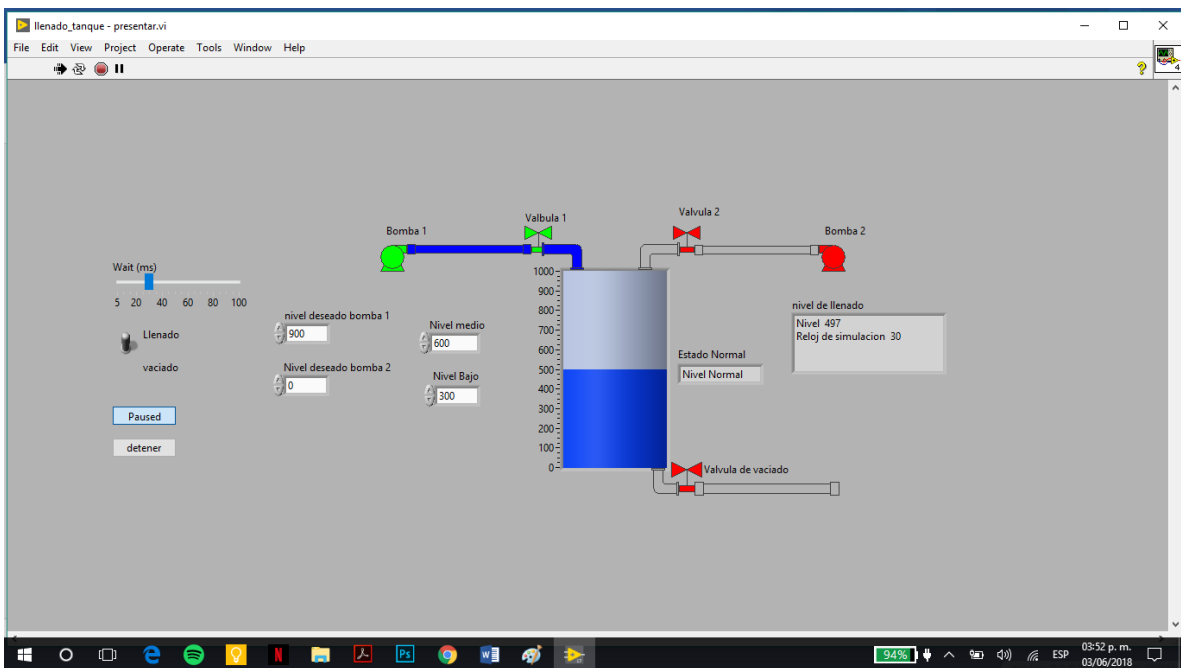 llenado_tanque - presentar.vi
File Edit View Project Operate Tools Window Help
4
Valvula 2
Valbula 1
Bomba 1
Bomba 2
Wait (ms)
5 20 40 60 80 100
Llenado
vaciado
Paused
detener
nivel deseado bomba 1
900
Nivel deseado bomba 2
0
Nivel medio
600
Nivel Bajo
300
1000
900
800
700
600
500
400
300
200
100
0
Estado Normal
Nivel Normal
nivel de llenado
Nivel 497
Reloj de simulacion 30
Valvula de vaciado
94%
ESP
03:52 p. m.
03/06/2018